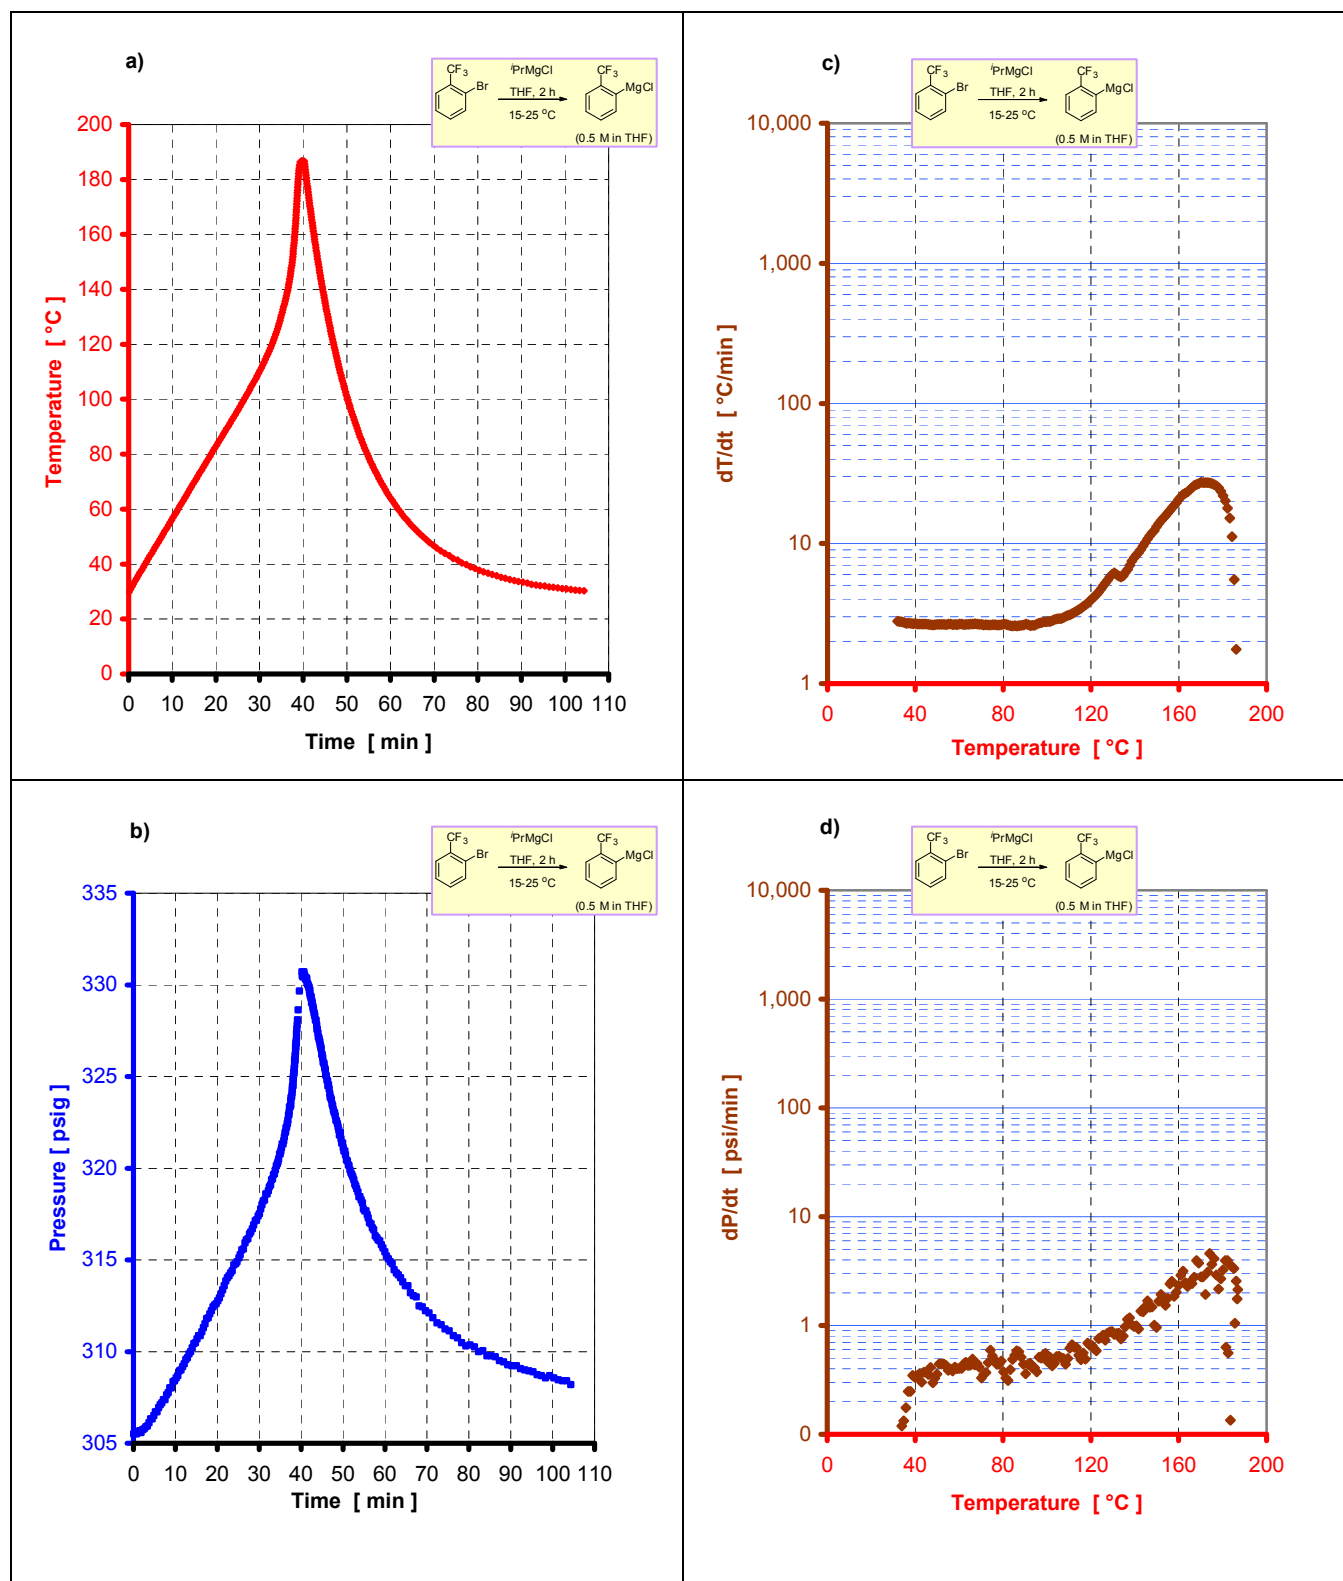 a)
CF3
Br
iPrMgCl
THF, 2 h
15-25 °C
CF3
MgCl
(0.5 M in THF)
200
180
160
140
120
100
80
60
40
20
0
Temperature [ °C ]
0 10 20 30 40 50 60 70 80 90 100 110
Time [ min ]
c)
CF3
Br
iPrMgCl
THF, 2 h
15-25 °C
CF3
MgCl
(0.5 M in THF)
10,000
1,000
100
10
1
dT/dt [ °C/min ]
0 40 80 120 160 200
Temperature [ °C ]
b)
CF3
Br
iPrMgCl
THF, 2 h
15-25 °C
CF3
MgCl
(0.5 M in THF)
335
330
325
320
315
310
305
Pressure [ psig ]
0 10 20 30 40 50 60 70 80 90 100 110
Time [ min ]
d)
CF3
Br
iPrMgCl
THF, 2 h
15-25 °C
CF3
MgCl
(0.5 M in THF)
10,000
1,000
100
10
1
0
dP/dt [ psi/min ]
0 40 80 120 160 200
Temperature [ °C ]